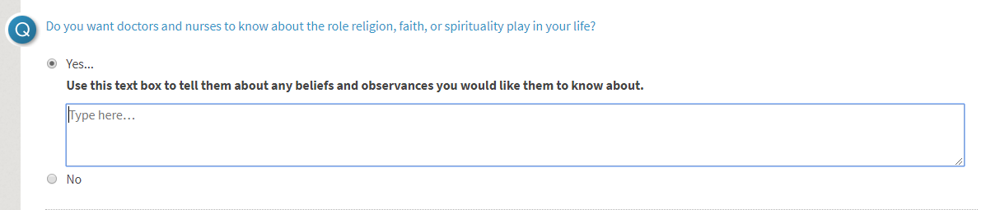 Q
Do you want doctors and nurses to know about the role religion, faith, or spirituality play in your life?
Yes...
Use this text box to tell them about any beliefs and observances you would like them to know about.
Type here...
No